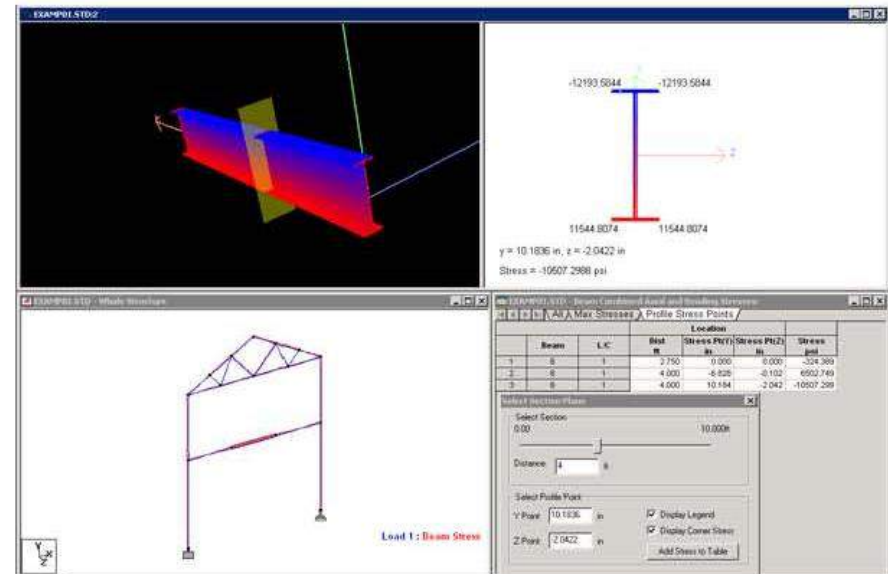 EXAMP01.STD:2
-12193.5844 -12193.5844
11544.8074 11544.8074
y = 10.1836 in, z = -2.0422 in
Stress = -10507.2988 psi
EXAMP01.STD - Whole Structure
Load 1 : Beam Stress
Y X Z
EXAMP01.STD - Beam Combined Axial and Bending Stresses
All Max Stresses Profile Stress Points
Location
Beam L/C Dist Stress Pt(Y) Stress Pt(Z) Stress
ft in in psi
1 6 1 2.750 0.000 0.000 -324.389
2 6 1 4.000 -6.828 -0.102 6502.749
3 6 1 4.000 10.184 -2.042 -10507.299
Select Section Plane
Select Section
0.00 10.000ft
Distance 4 ft
Select Profile Point
Y Point 10.1836 in Display Legend
Display Corner Stress
Z Point -2.0422 in
Add Stress to Table